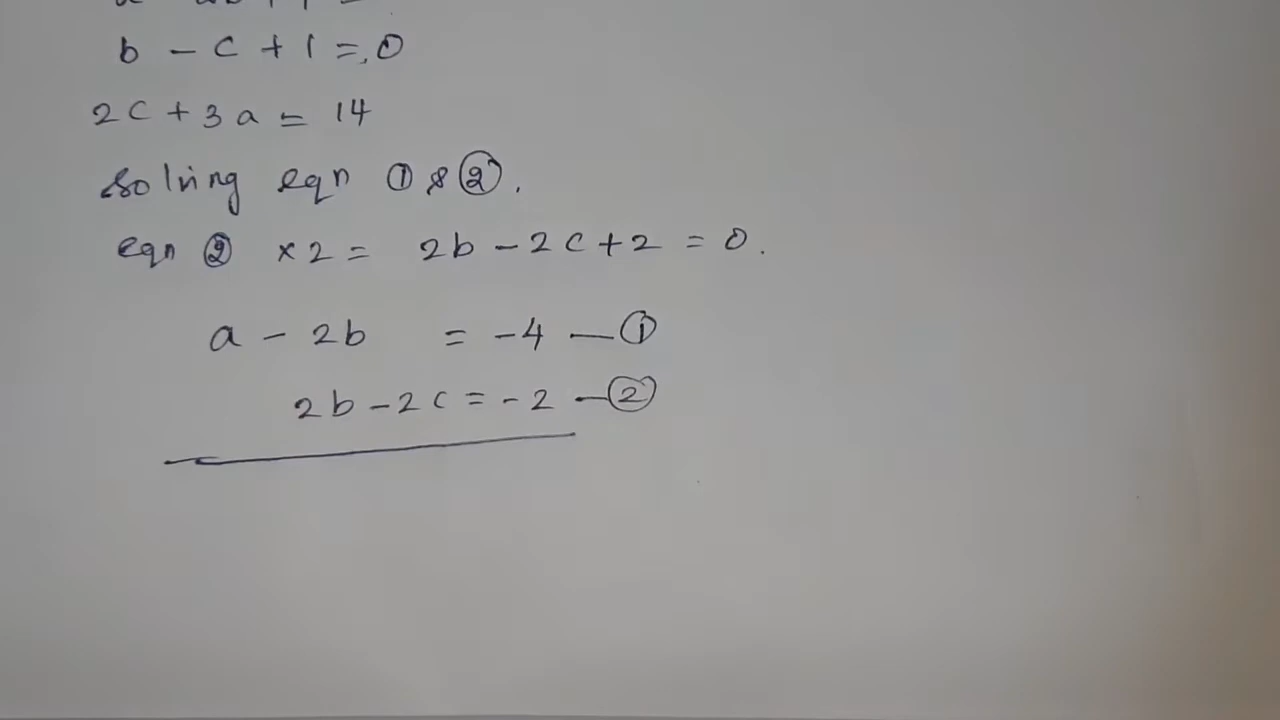 b - c + 1 = 0
2c + 3a = 14
Solving eqn ① & ②.
eqn ② × 2 = 2b - 2c + 2 = 0.
a - 2b = -4 — ①
2b - 2c = -2 — ②